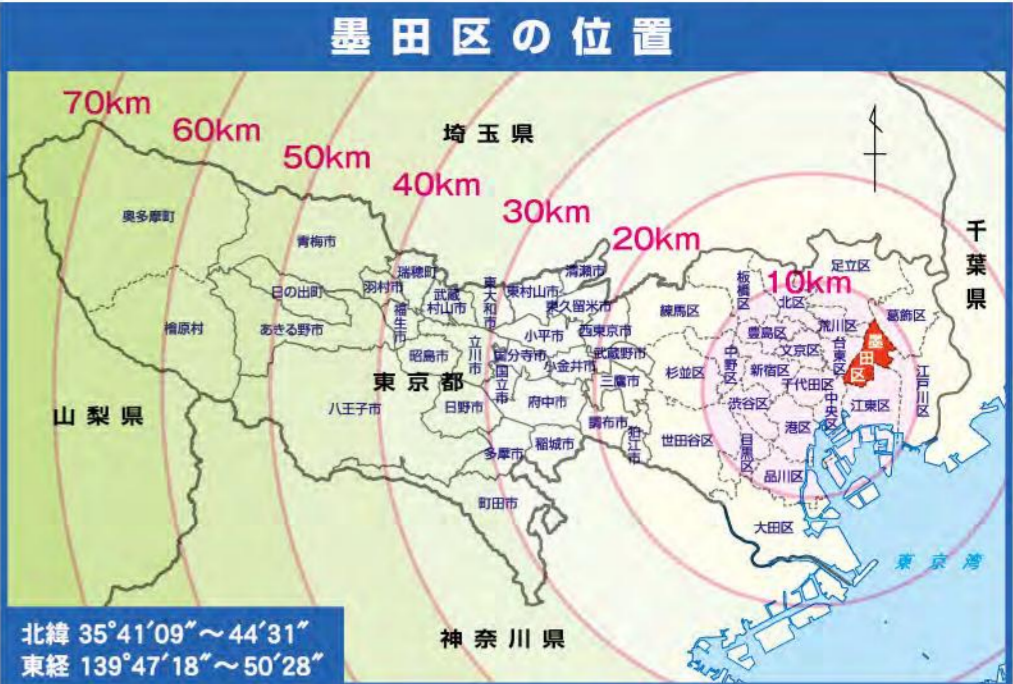 墨田区の位置
70km
60km
50km
40km
30km
20km
10km
埼玉県
千葉県
山梨県
東京都
神奈川県
東京湾
奥多摩町
青梅市
瑞穂町
羽村市
武蔵
村山市
東大和市
東村山市
清瀬市
東久留米市
日の出町
福生市
檜原村
あきる野市
昭島市
立川市
小平市
西東京市
国分寺市
国立市
小金井市
武蔵野市
三鷹市
八王子市
日野市
府中市
調布市
狛江市
多摩市
稲城市
町田市
板橋区
北区
足立区
練馬区
豊島区
荒川区
葛飾区
文京区
台東区
墨田区
中野区
杉並区
新宿区
千代田区
江戸川区
渋谷区
中央区
江東区
世田谷区
目黒区
港区
品川区
大田区
北緯 35°41′09″～44′31″
東経 139°47′18″～50′28″